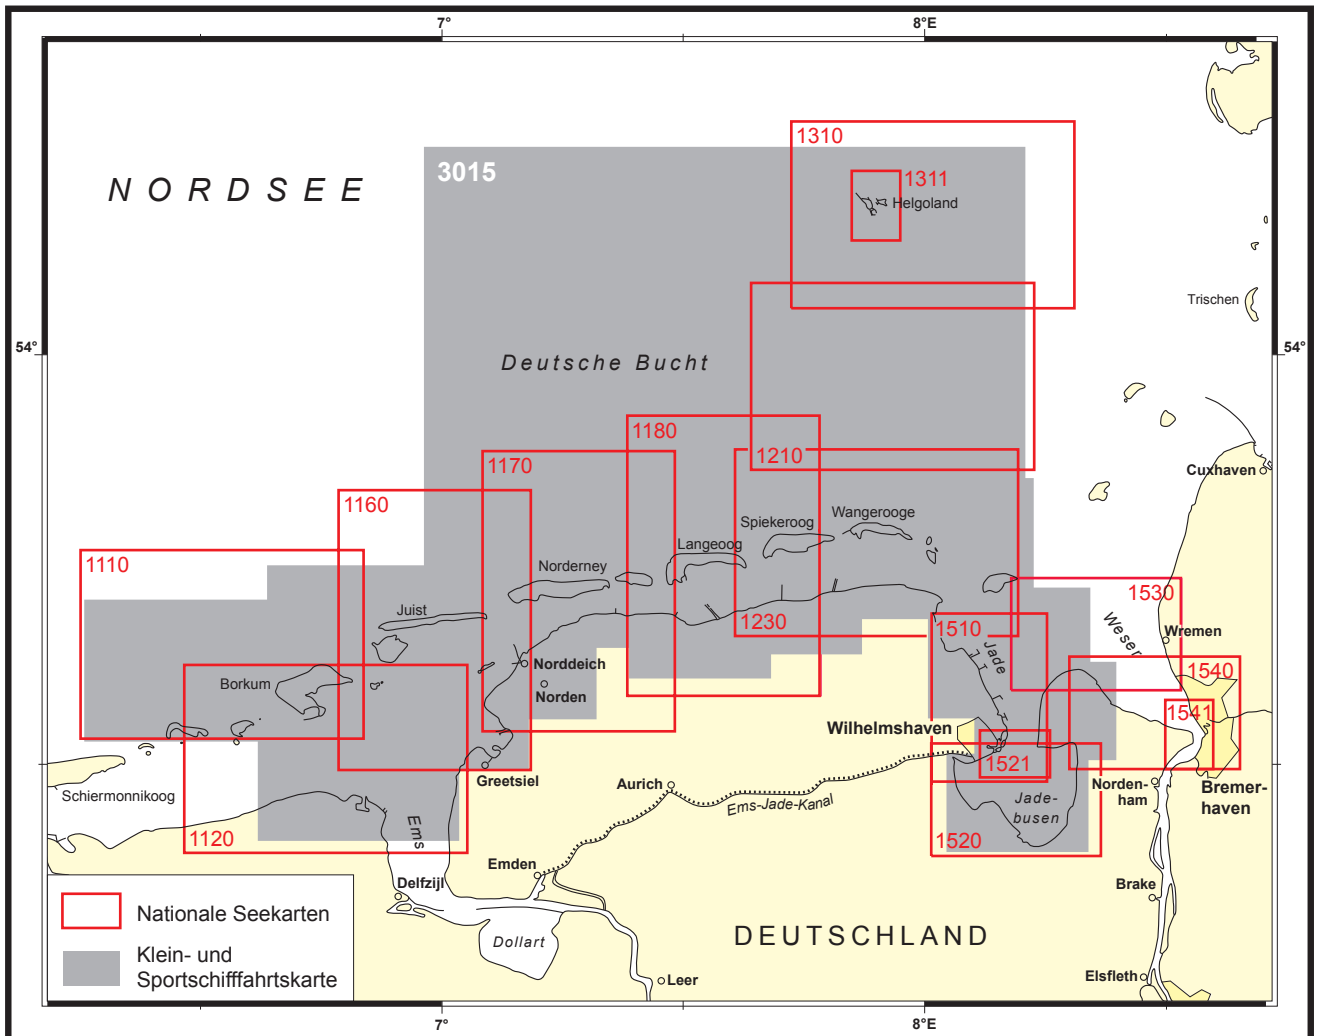 7°
8°E
1310
3015
1311
NORDSEE
Helgoland
Trischen
54°
54°
Deutsche Bucht
1180
1210
1170
Cuxhaven
1160
Wangerooge
Spiekeroog
Langeoog
1110
Norderney
1530
Juist
1230
1510
Weser
Wremen
Jade
Norddeich
1540
Borkum
Norden
1541
Wilhelmshaven
1521
Greetsiel
Schiermonnikoog
Aurich
Ems-Jade-Kanal
Jade-
busen
Norden-
ham
Bremer-
haven
Ems
1120
1520
Emden
Delfzijl
Brake
Nationale Seekarten
Dollart
DEUTSCHLAND
Klein- und
Sportschifffahrtskarte
Leer
Elsfleth
7°
8°E